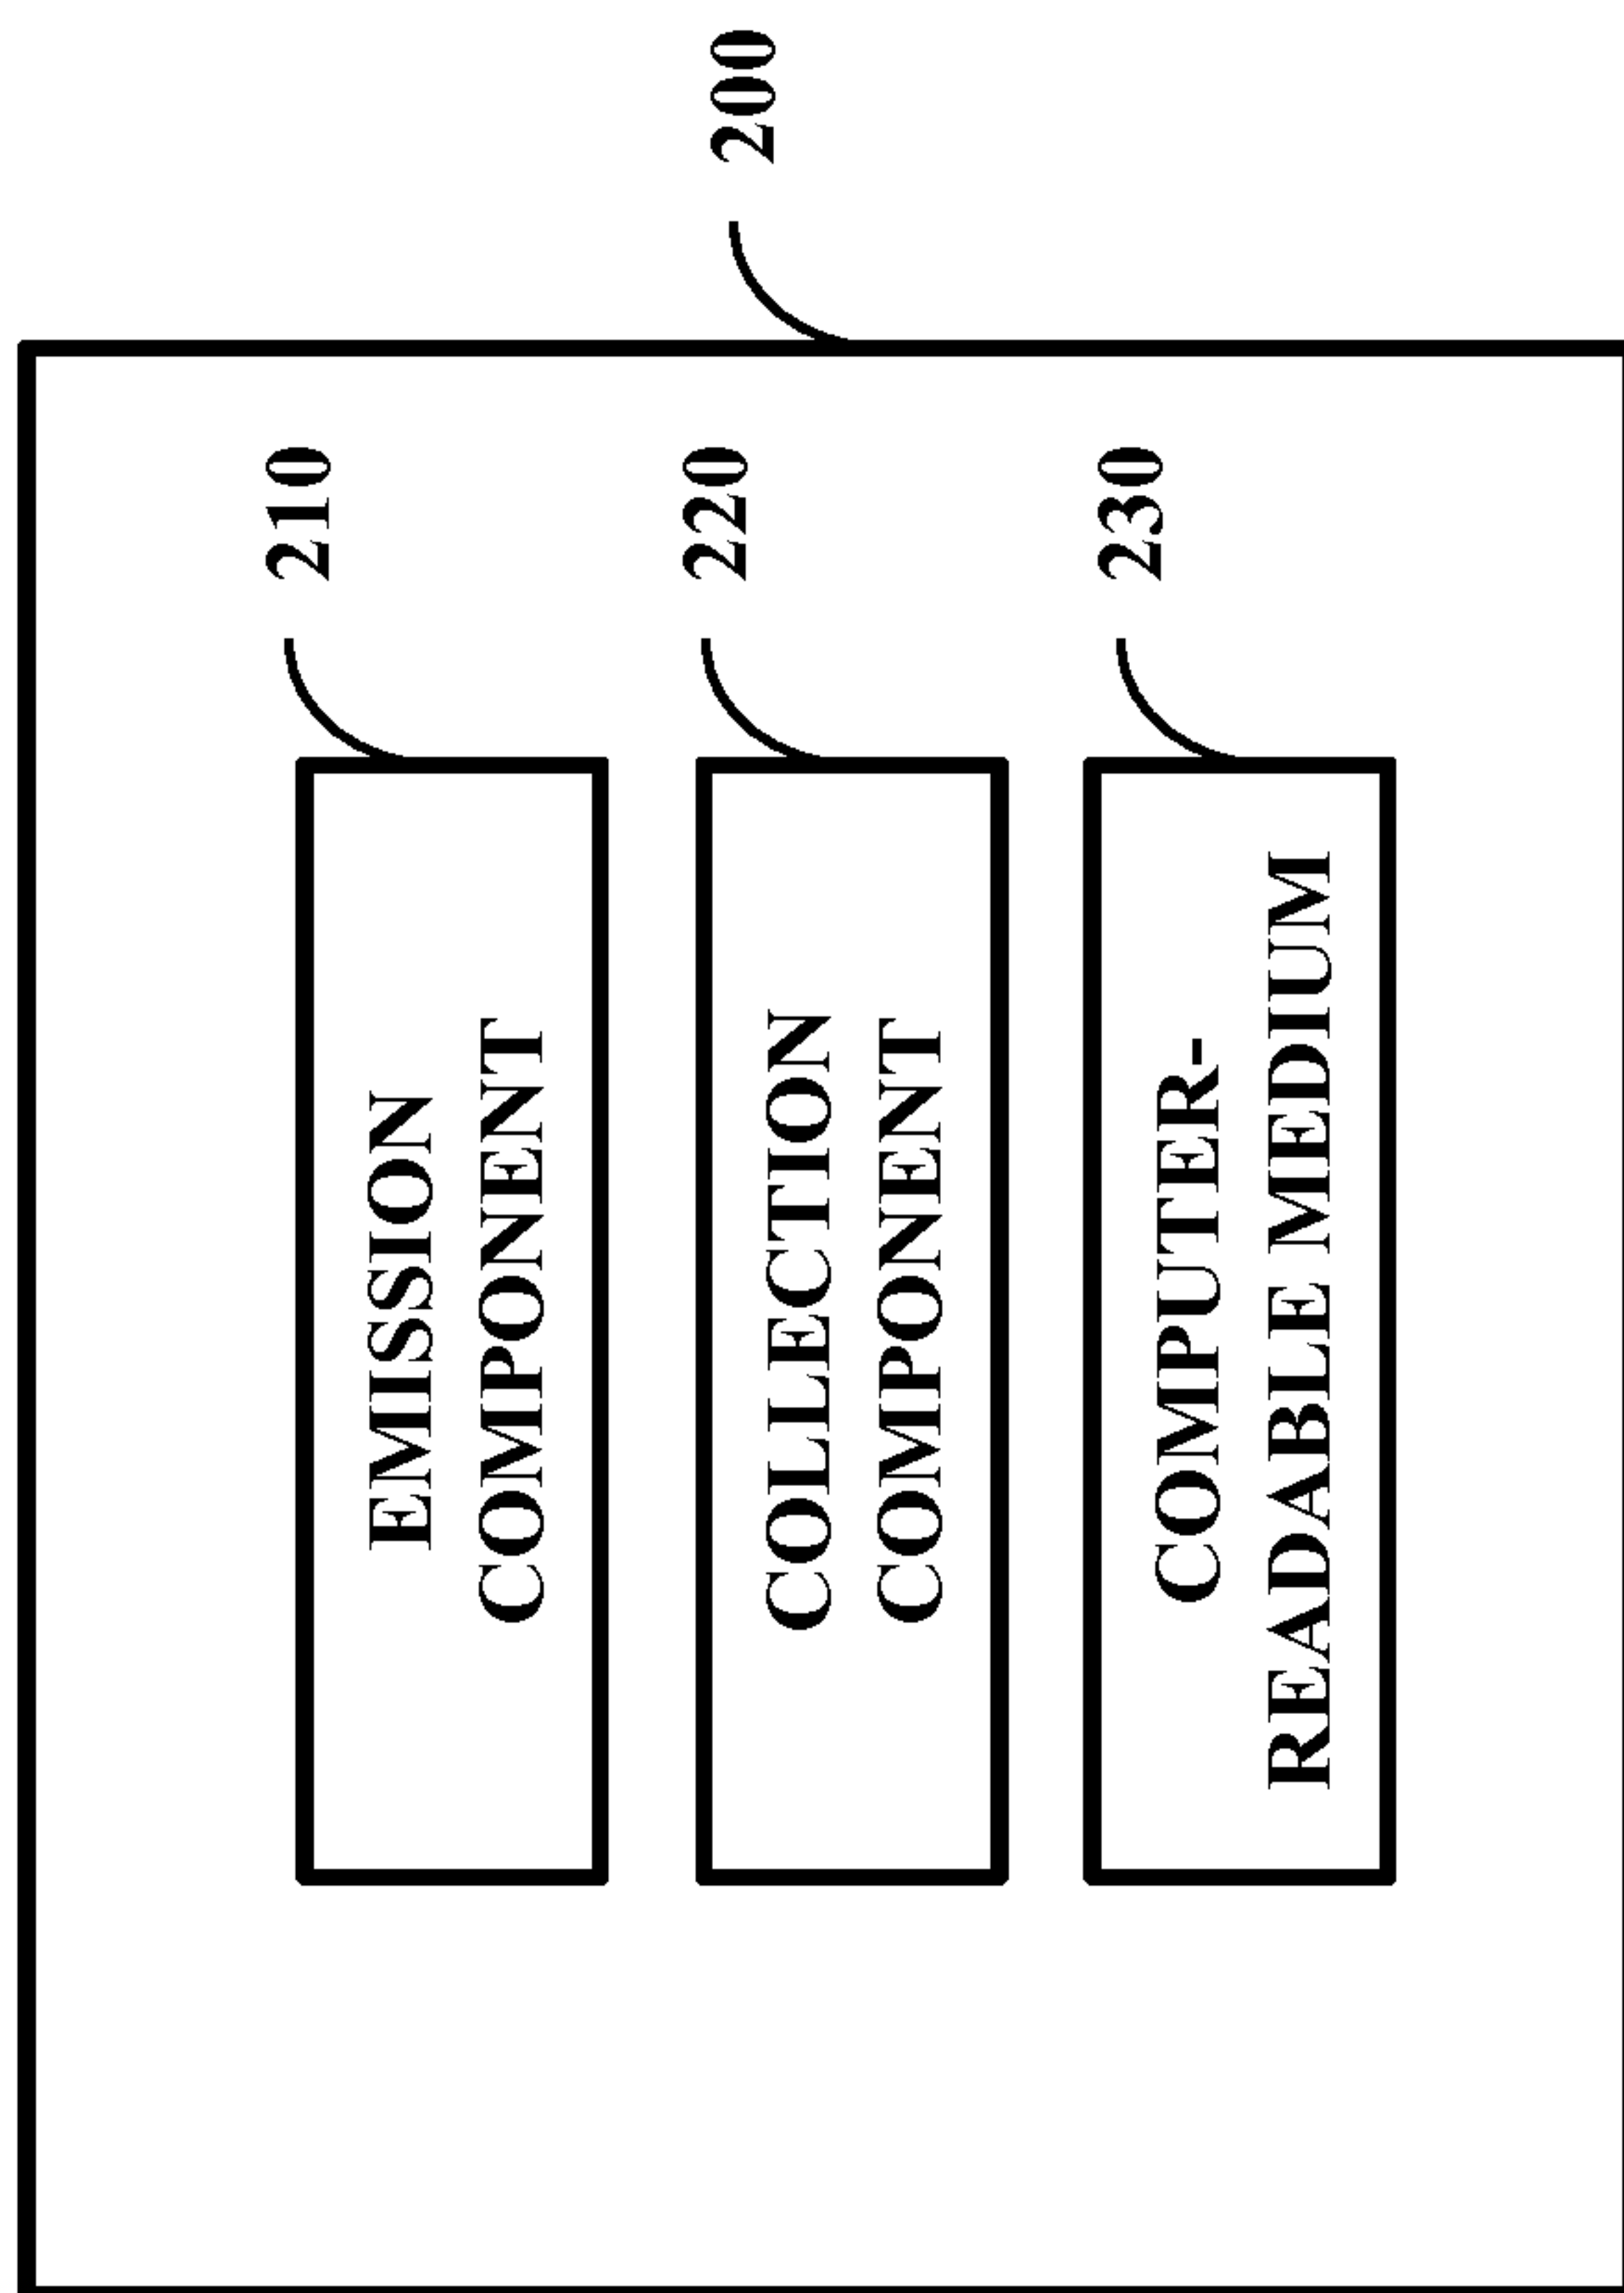 200
210
EMISSION
COMPONENT
220
COLLECTION
COMPONENT
230
COMPUTER-
READABLE MEDIUM